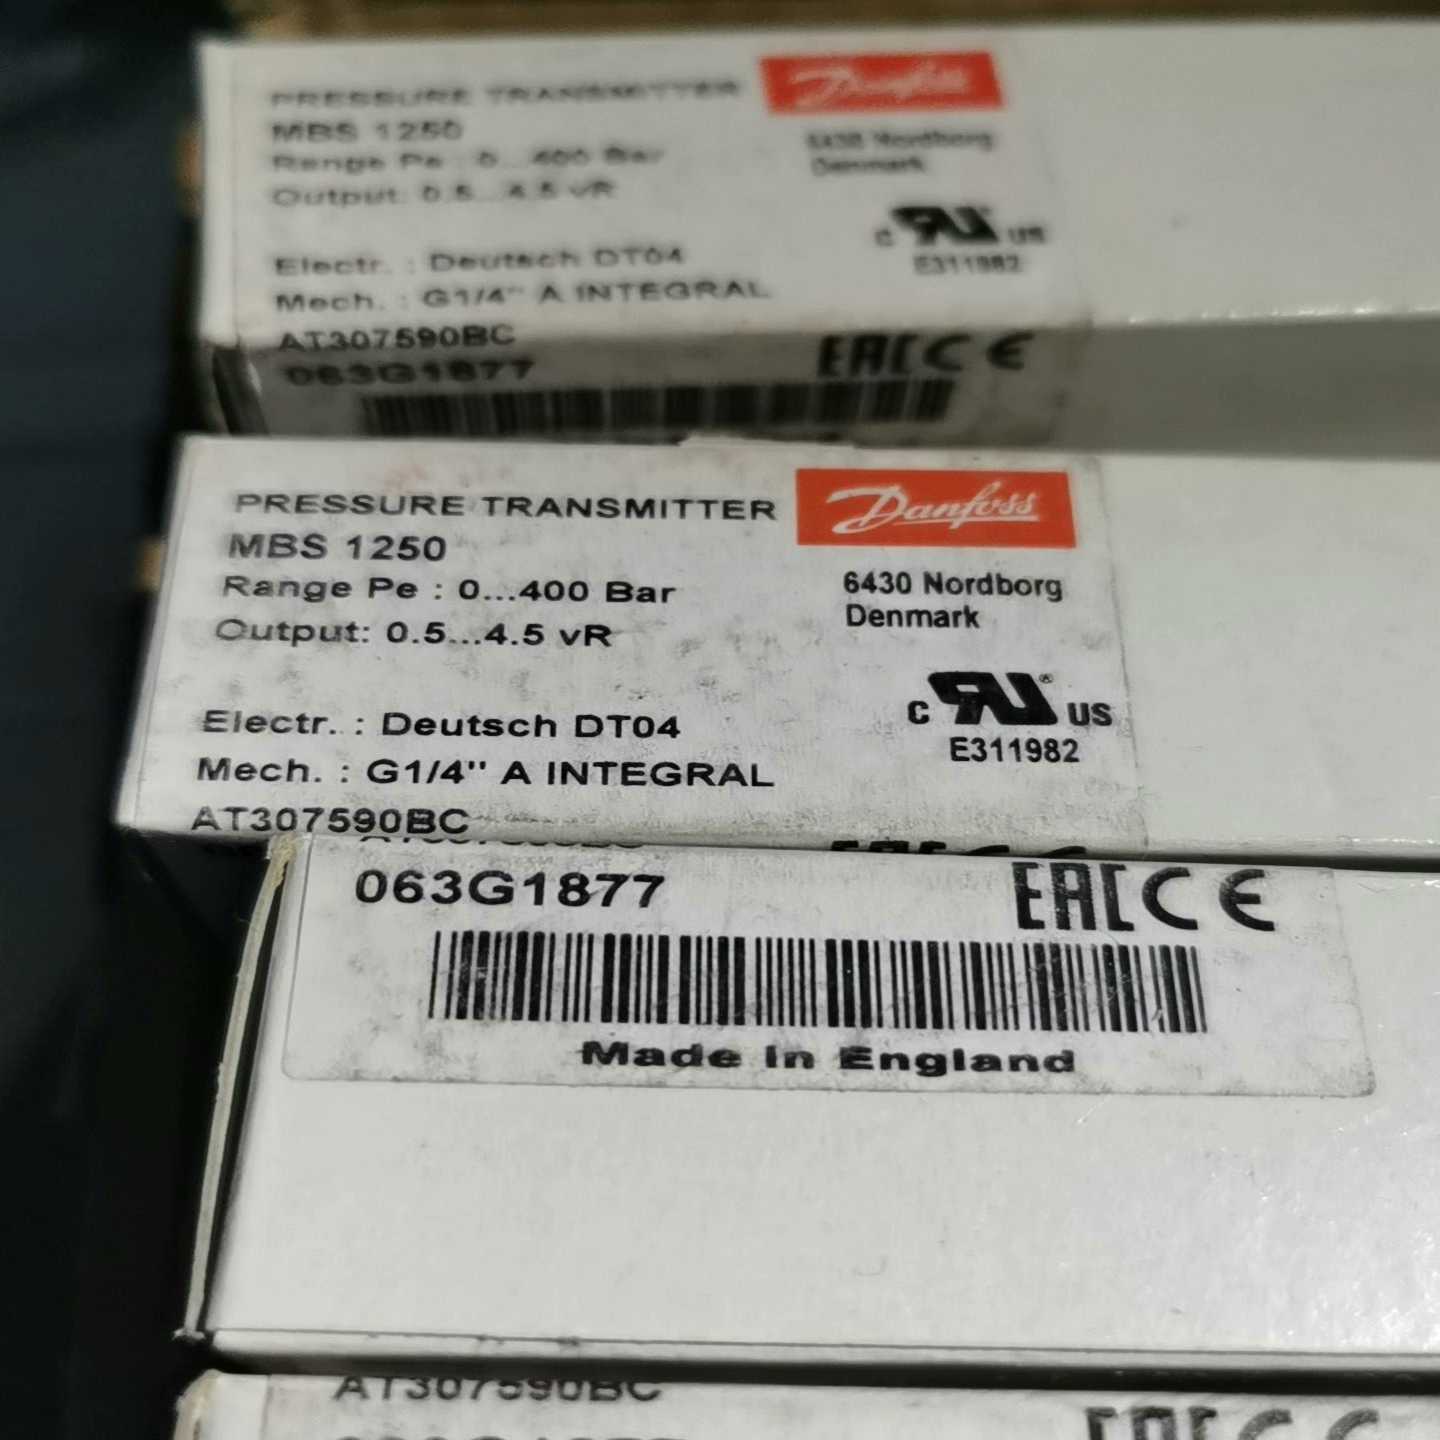 PRESSURE TRANSMITTER
Danfoss
MBS 1250
Range Pe : 0...400 Bar
6430 Nordborg
Denmark
Output: 0.5...4.5 vR
c RU US
E311982
Electr. : Deutsch DT04
Mech. : G1/4" A INTEGRAL
AT307590BC
063G1877
EAC CE
PRESSURE TRANSMITTER
Danfoss
MBS 1250
Range Pe : 0...400 Bar
6430 Nordborg
Denmark
Output: 0.5...4.5 vR
c RU ® US
E311982
Electr. : Deutsch DT04
Mech. : G1/4" A INTEGRAL
AT307590BC
063G1877
EAC CE
Made in England
AT307590BC